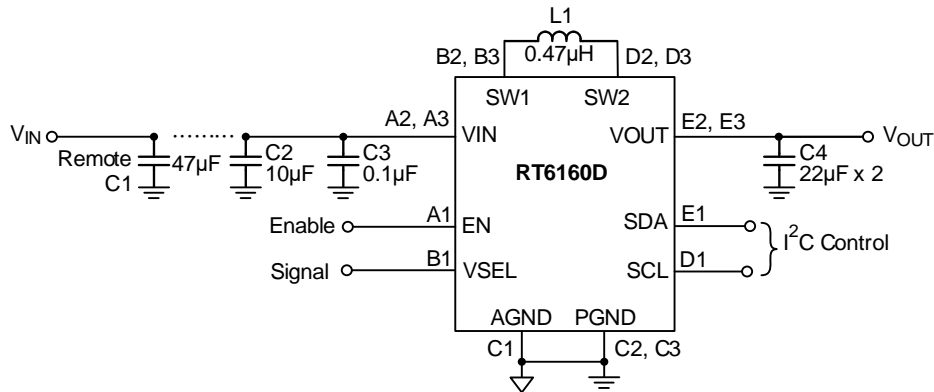 L1
0.47µH
B2, B3
D2, D3
SW1
SW2
V_IN
A2, A3
VIN
VOUT
E2, E3
V_OUT
Remote
C1
47µF
C2
10µF
C3
0.1µF
RT6160D
C4
22µF x 2
Enable
A1
EN
SDA
E1
Signal
B1
VSEL
SCL
D1
I²C Control
AGND
PGND
C1
C2, C3